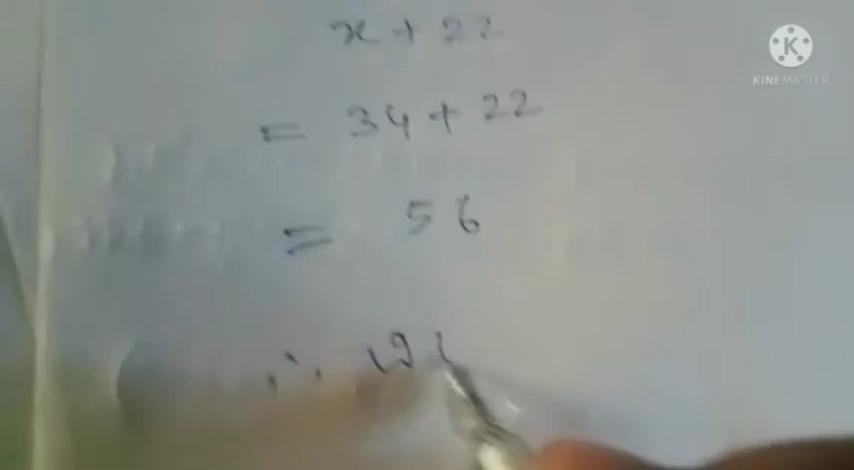 x + 22
= 34 + 22
= 56
∴
K
KINEMASTER